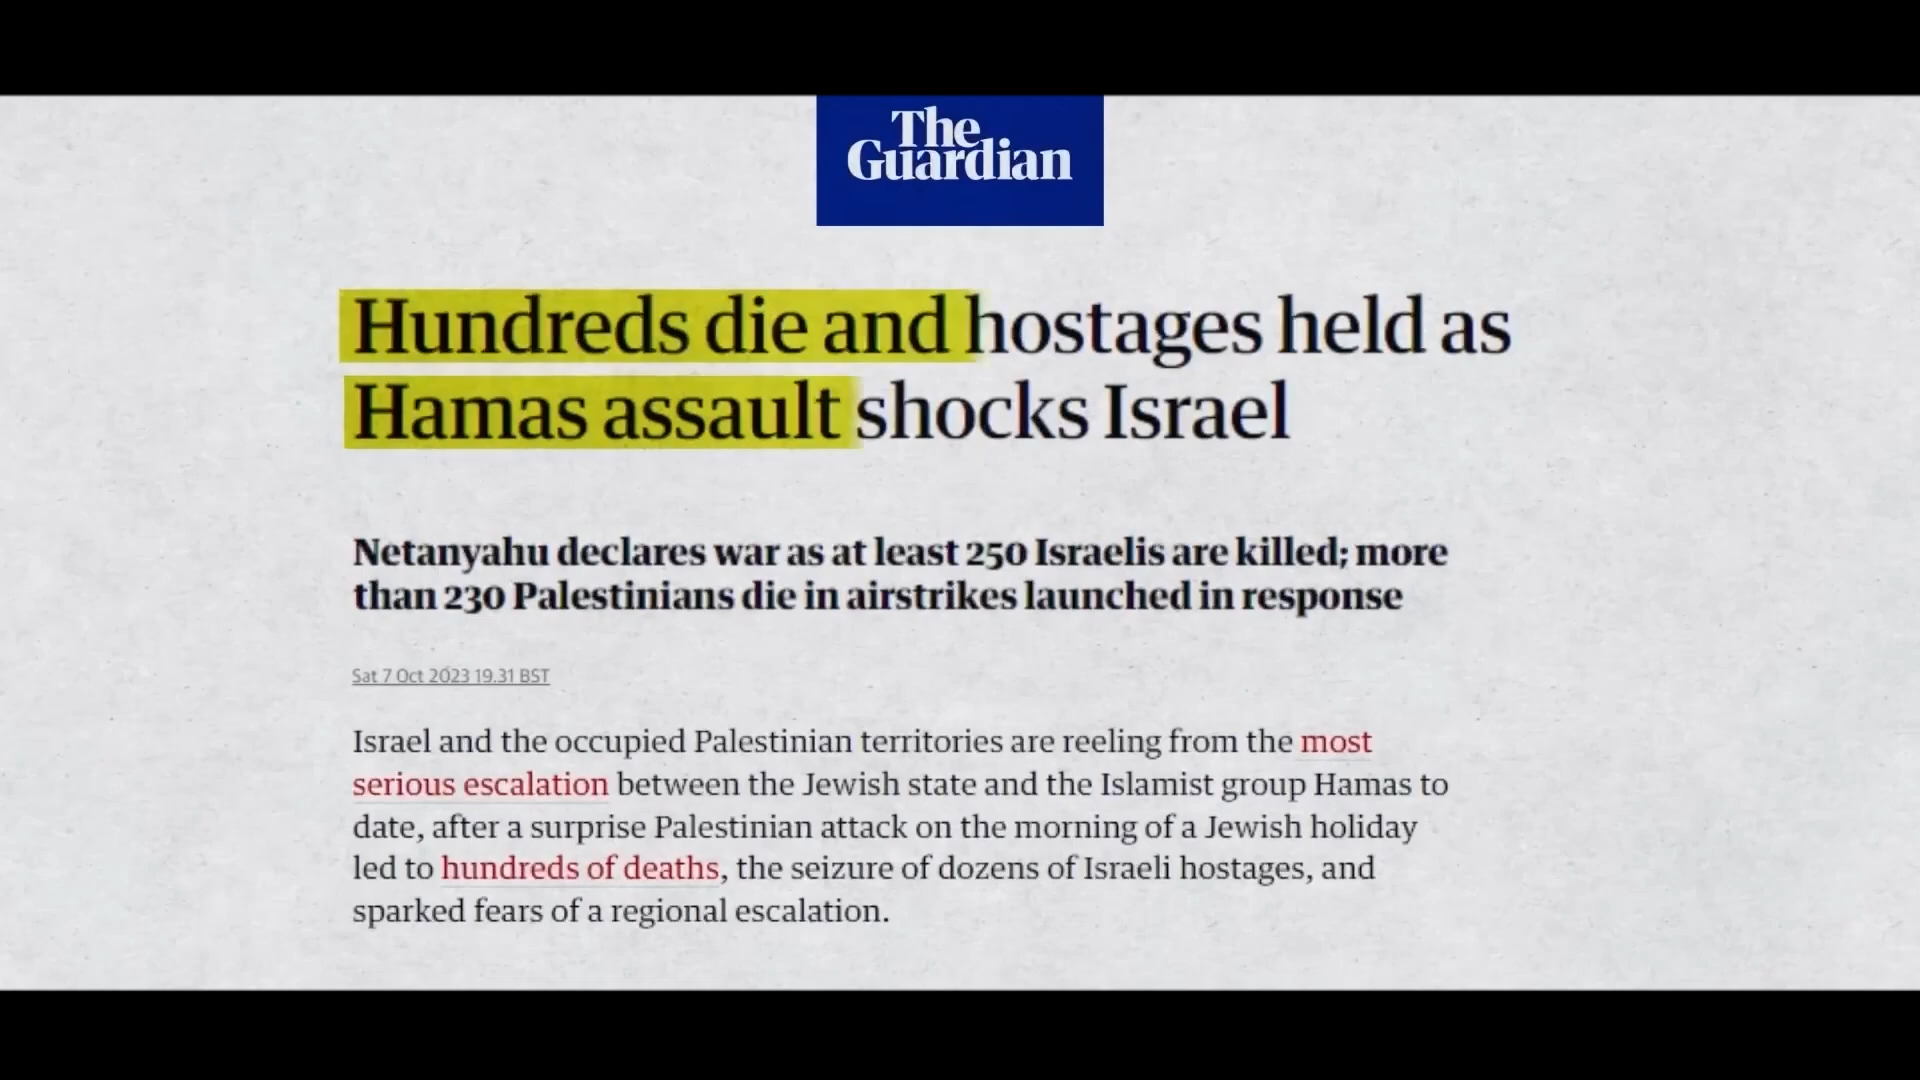 The
Guardian
Hundreds die and hostages held as
Hamas assault shocks Israel
Netanyahu declares war as at least 250 Israelis are killed; more
than 230 Palestinians die in airstrikes launched in response
Sat 7 Oct 2023 19.31 BST
Israel and the occupied Palestinian territories are reeling from the most
serious escalation between the Jewish state and the Islamist group Hamas to
date, after a surprise Palestinian attack on the morning of a Jewish holiday
led to hundreds of deaths, the seizure of dozens of Israeli hostages, and
sparked fears of a regional escalation.